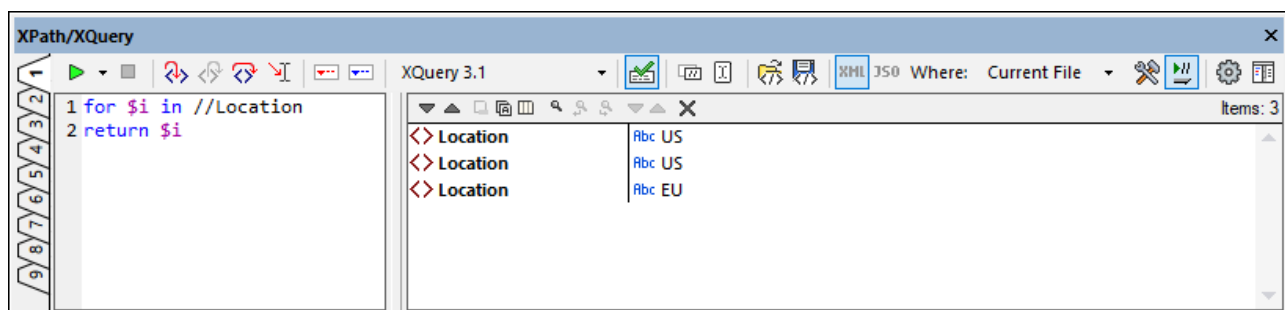 XPath/XQuery
XQuery 3.1
XML JSO Where: Current File
1 for $i in //Location
2 return $i
Items: 3
<> Location Abc US
<> Location Abc US
<> Location Abc EU
1
2
3
4
5
6
7
8
9